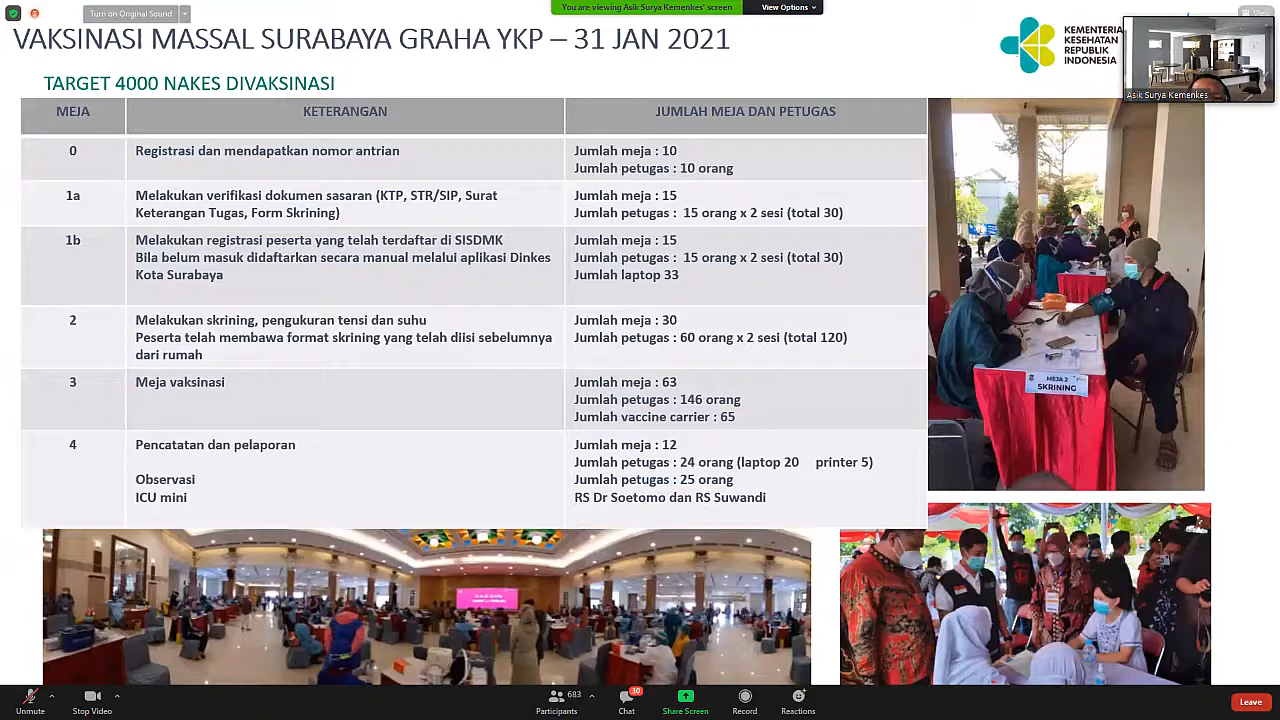 Turn on Original Sound
You are viewing Asik Surya Kemenkes' screen
View Options
View
VAKSINASI MASSAL SURABAYA GRAHA YKP – 31 JAN 2021
KEMENTERIA
KESEHATAN
REPUBLIK
INDONESIA
Asik Surya Kemenkes
TARGET 4000 NAKES DIVAKSINASI
MEJA KETERANGAN JUMLAH MEJA DAN PETUGAS
0 Registrasi dan mendapatkan nomor antrian Jumlah meja : 10
Jumlah petugas : 10 orang
1a Melakukan verifikasi dokumen sasaran (KTP, STR/SIP, Surat Jumlah meja : 15
Keterangan Tugas, Form Skrining) Jumlah petugas : 15 orang x 2 sesi (total 30)
1b Melakukan registrasi peserta yang telah terdaftar di SISDMK Jumlah meja : 15
Bila belum masuk didaftarkan secara manual melalui aplikasi Dinkes Jumlah petugas : 15 orang x 2 sesi (total 30)
Kota Surabaya Jumlah laptop 33
2 Melakukan skrining, pengukuran tensi dan suhu Jumlah meja : 30
Peserta telah membawa format skrining yang telah diisi sebelumnya Jumlah petugas : 60 orang x 2 sesi (total 120)
dari rumah
3 Meja vaksinasi Jumlah meja : 63
Jumlah petugas : 146 orang
Jumlah vaccine carrier : 65
4 Pencatatan dan pelaporan Jumlah meja : 12
Jumlah petugas : 24 orang (laptop 20 printer 5)
Observasi Jumlah petugas : 25 orang
ICU mini RS Dr Soetomo dan RS Suwandi
MEJA 2
SKRINING
Unmute
Stop Video
683
Participants
30
Chat
Share Screen
Record
Reactions
Leave